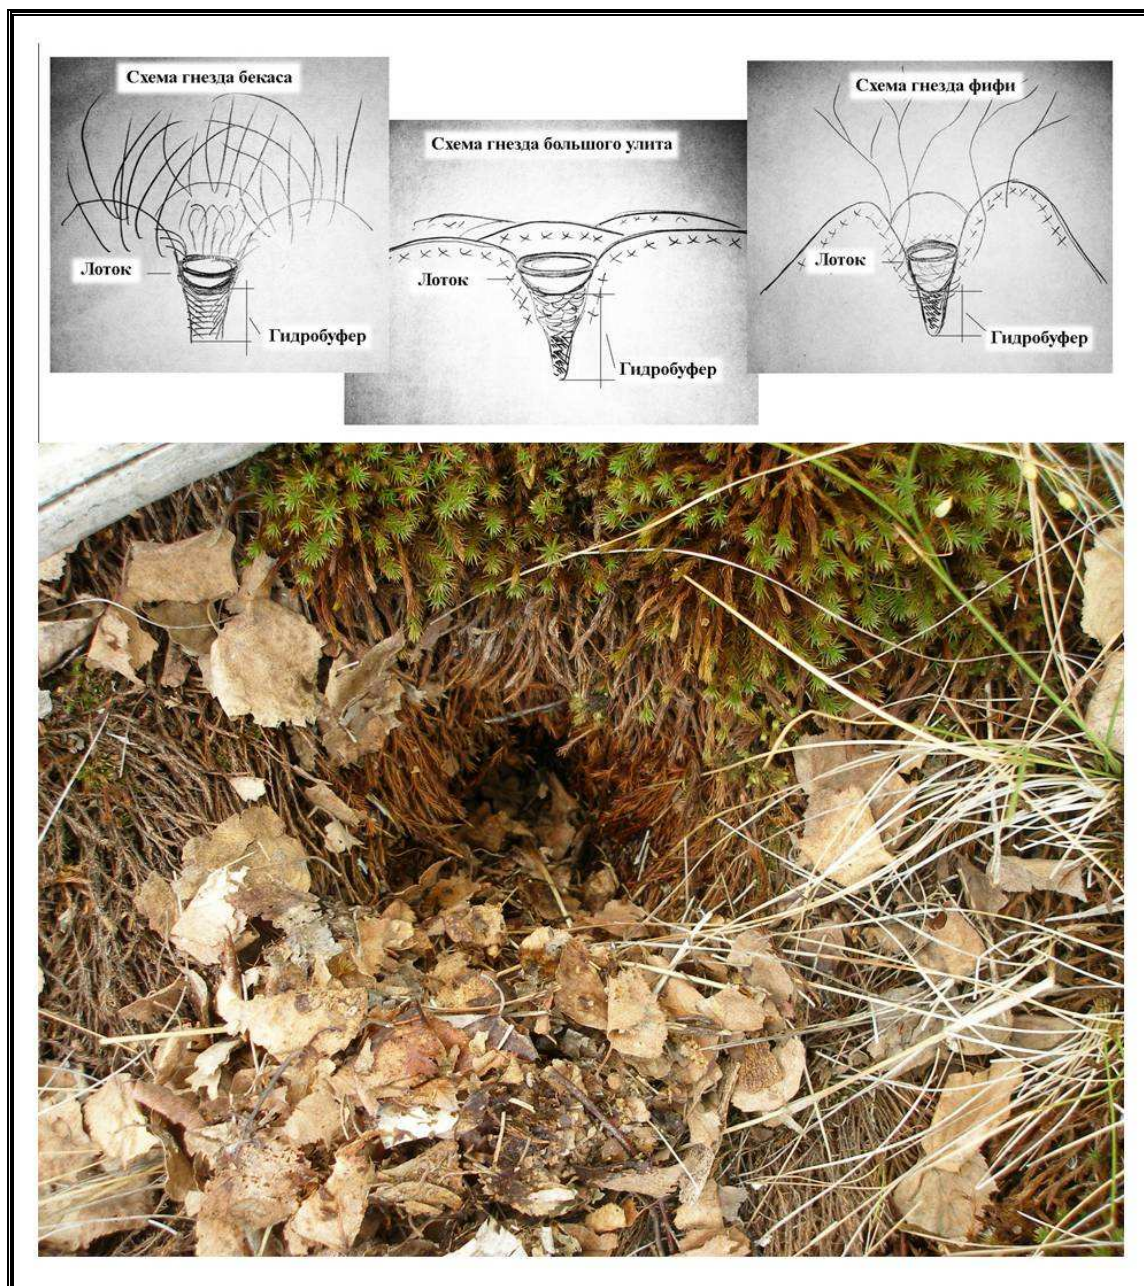 Схема гнезда бекаса
Лоток
Гидробуфер
Схема гнезда большого улита
Лоток
Гидробуфер
Схема гнезда фифи
Лоток
Гидробуфер